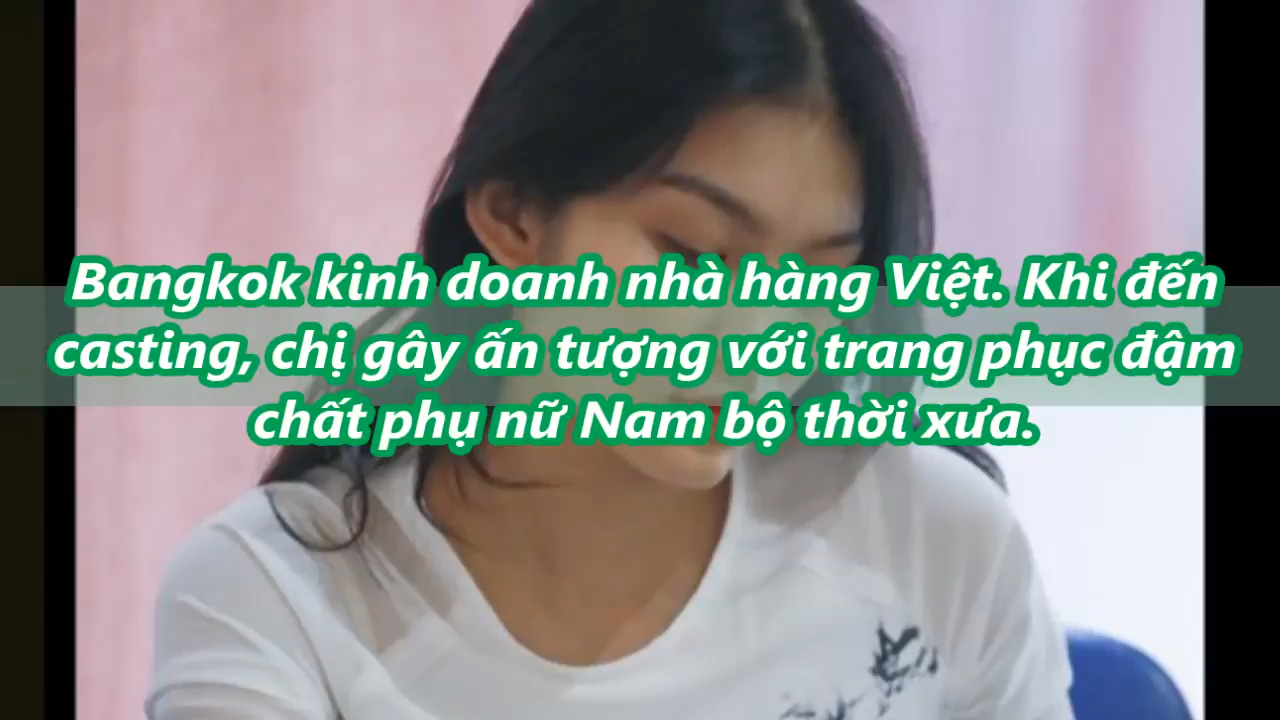 Bangkok kinh doanh nhà hàng Việt. Khi đến
casting, chị gây ấn tượng với trang phục đậm
chất phụ nữ Nam bộ thời xưa.